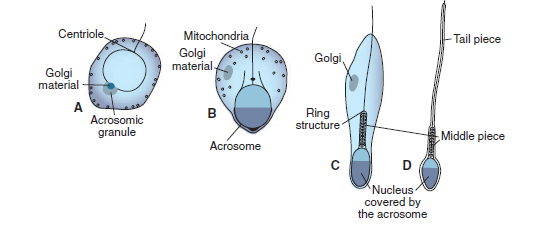 Centriole
Golgi
material
A
Acrosomic
granule
Mitochondria
Golgi
material
B
Acrosome
Golgi
Ring
structure
C
Tail piece
Middle piece
D
Nucleus
covered by
the acrosome